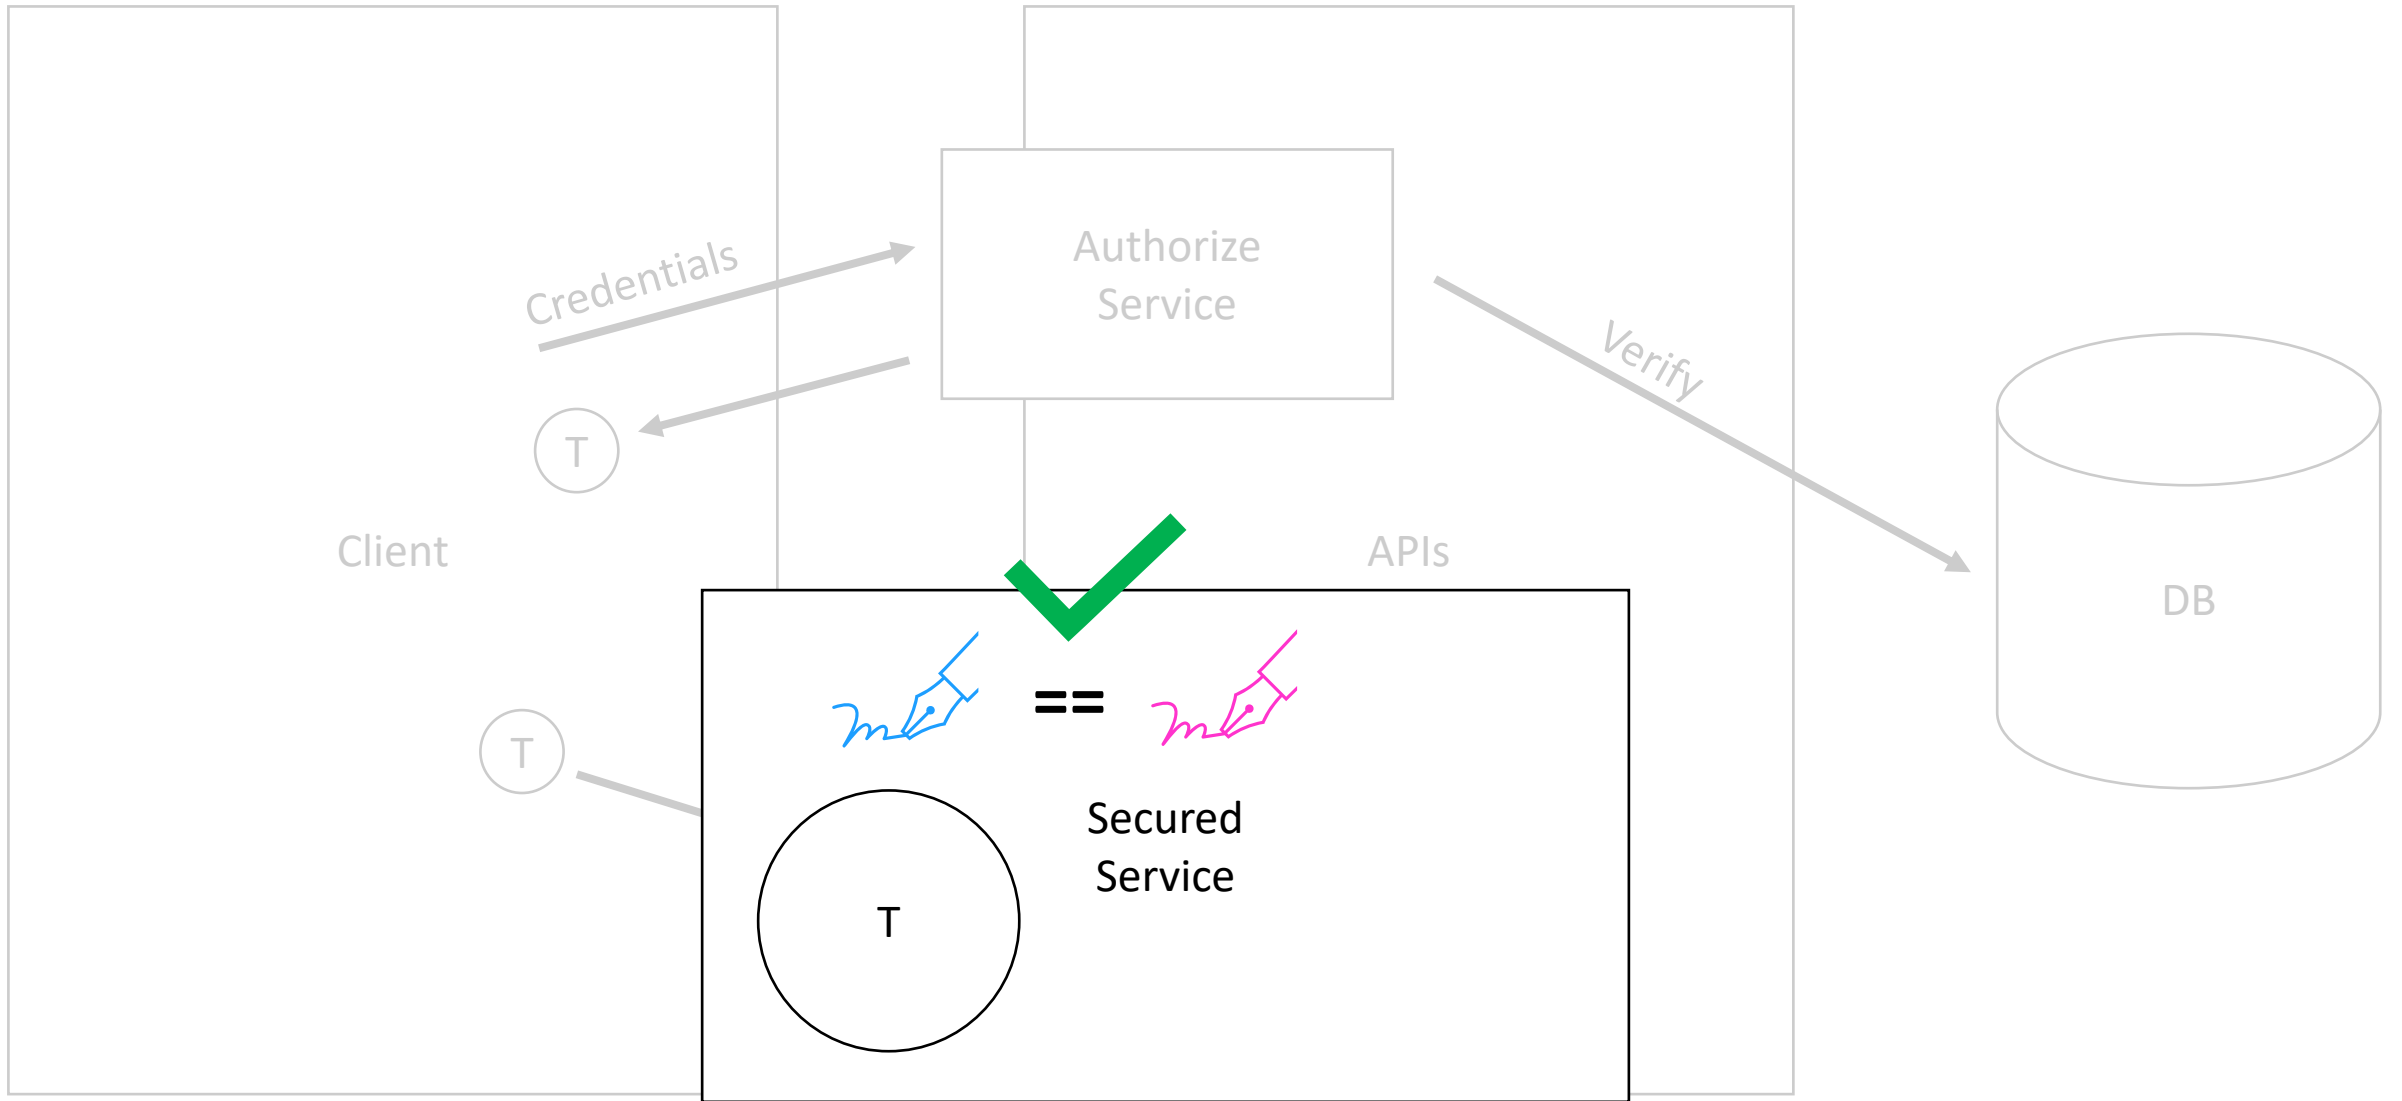 Authorize
Service
Credentials
Verify
T
Client
APIs
DB
==
T
Secured
Service
T